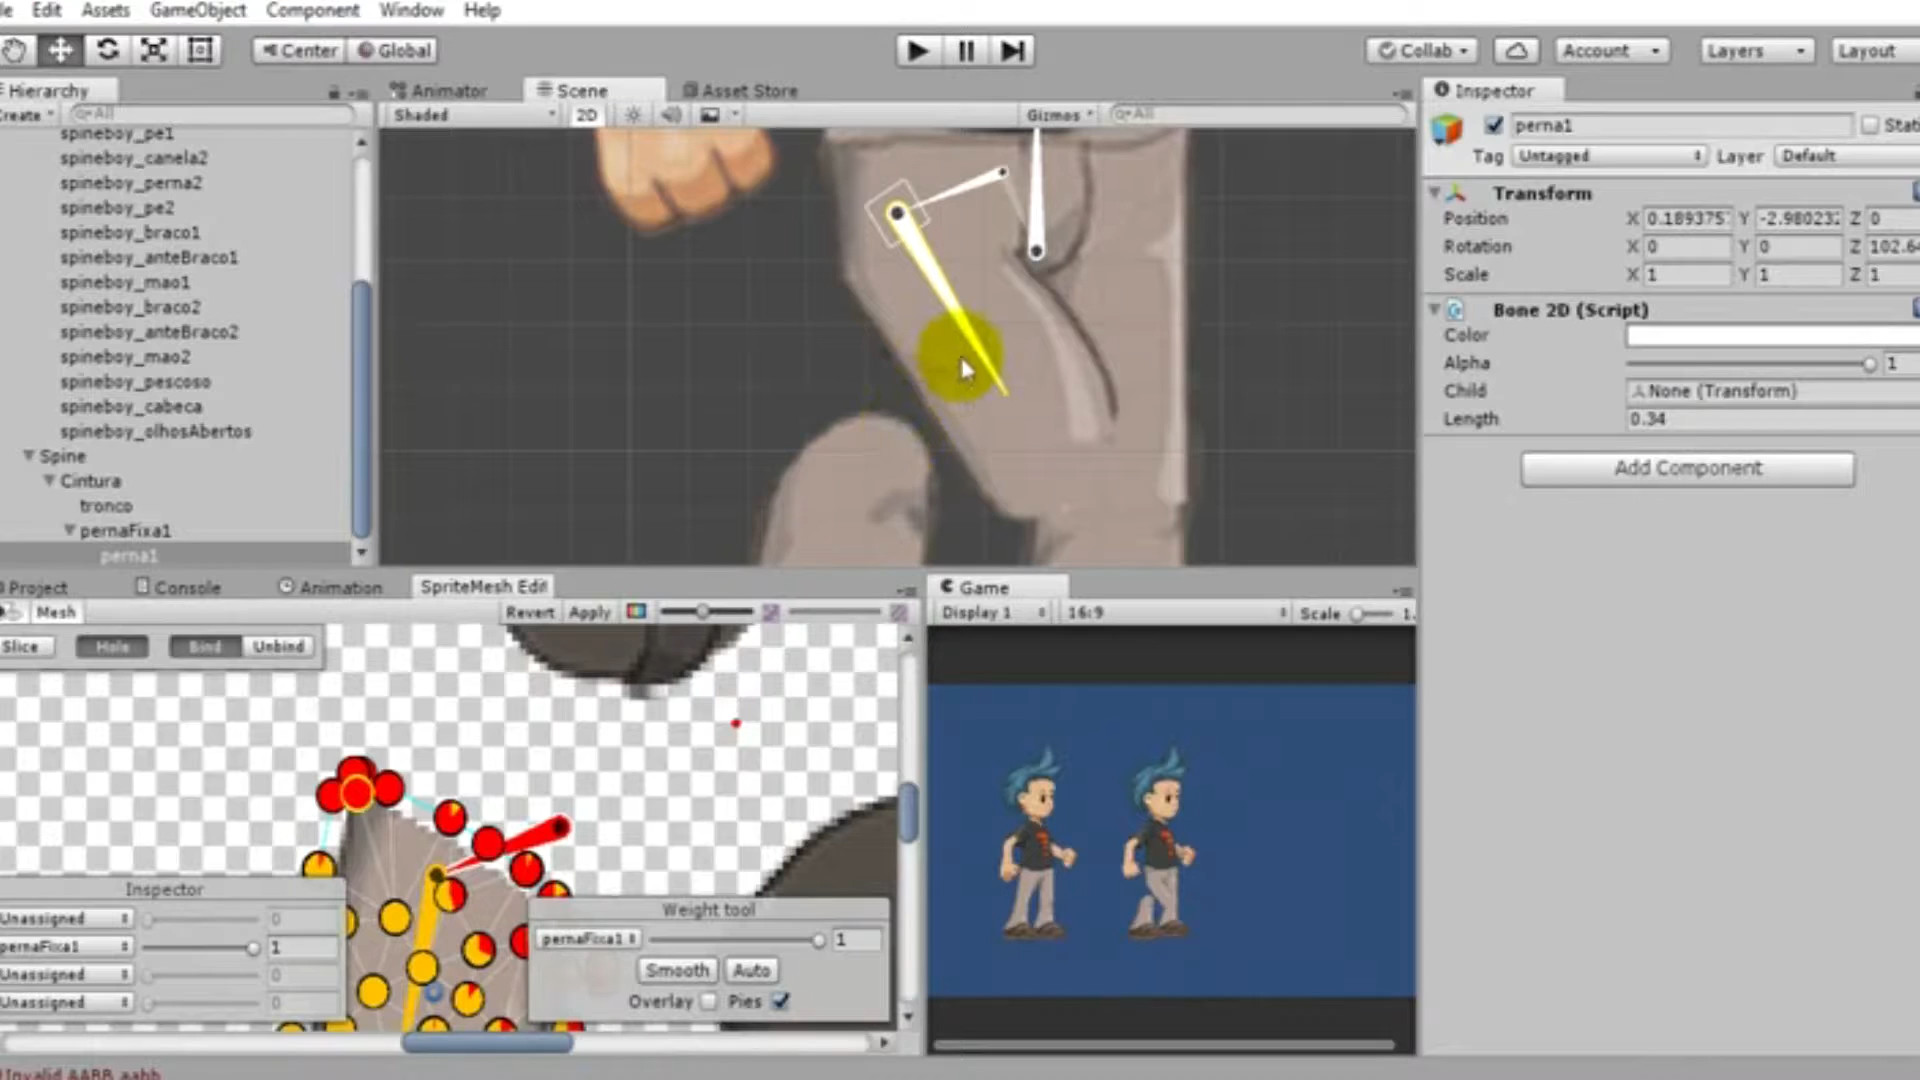 Edit Assets GameObject Component Window Help
Center Global Collab Account Layers Layout
Hierarchy Animator Scene Asset Store Inspector
All Shaded 2D Gizmos All
perna1
Tag Untagged Layer Default
spineboy_pe1
spineboy_canela2
spineboy_perna2
spineboy_pe2
spineboy_braco1
spineboy_anteBraco1
spineboy_mao1
spineboy_braco2
spineboy_anteBraco2
spineboy_mao2
spineboy_pescoso
spineboy_cabeca
spineboy_olhosAbertos
Spine
Cintura
tronco
pernaFixa1
perna1
Transform
Position X 0.189375 Y -2.98023 Z 0
Rotation X 0 Y 0 Z 102.6
Scale X 1 Y 1 Z 1
Bone 2D (Script)
Color
Alpha 1
Child None (Transform)
Length 0.34
Add Component
Project Console Animation SpriteMesh Edit
Mesh Revert Apply
Slice Hole Bind Unbind
Inspector
Unassigned 0
pernaFixa1 1
Unassigned 0
Unassigned 0
Weight tool
pernaFixa1 1
Smooth Auto
Overlay Pies
Game
Display 1 16:9 Scale 1.
Invalid AABB aabb